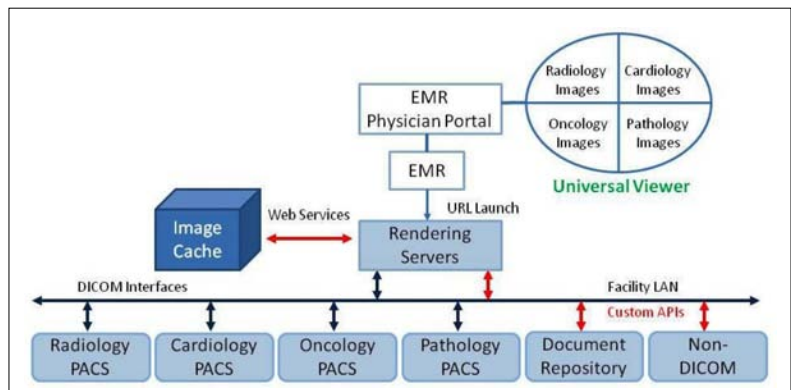 Radiology
Images
Cardiology
Images
Oncology
Images
Pathology
Images
Universal Viewer
EMR
Physician Portal
EMR
URL Launch
Image
Cache
Web Services
Rendering
Servers
DICOM Interfaces
Facility LAN
Custom APIs
Radiology
PACS
Cardiology
PACS
Oncology
PACS
Pathology
PACS
Document
Repository
Non-
DICOM